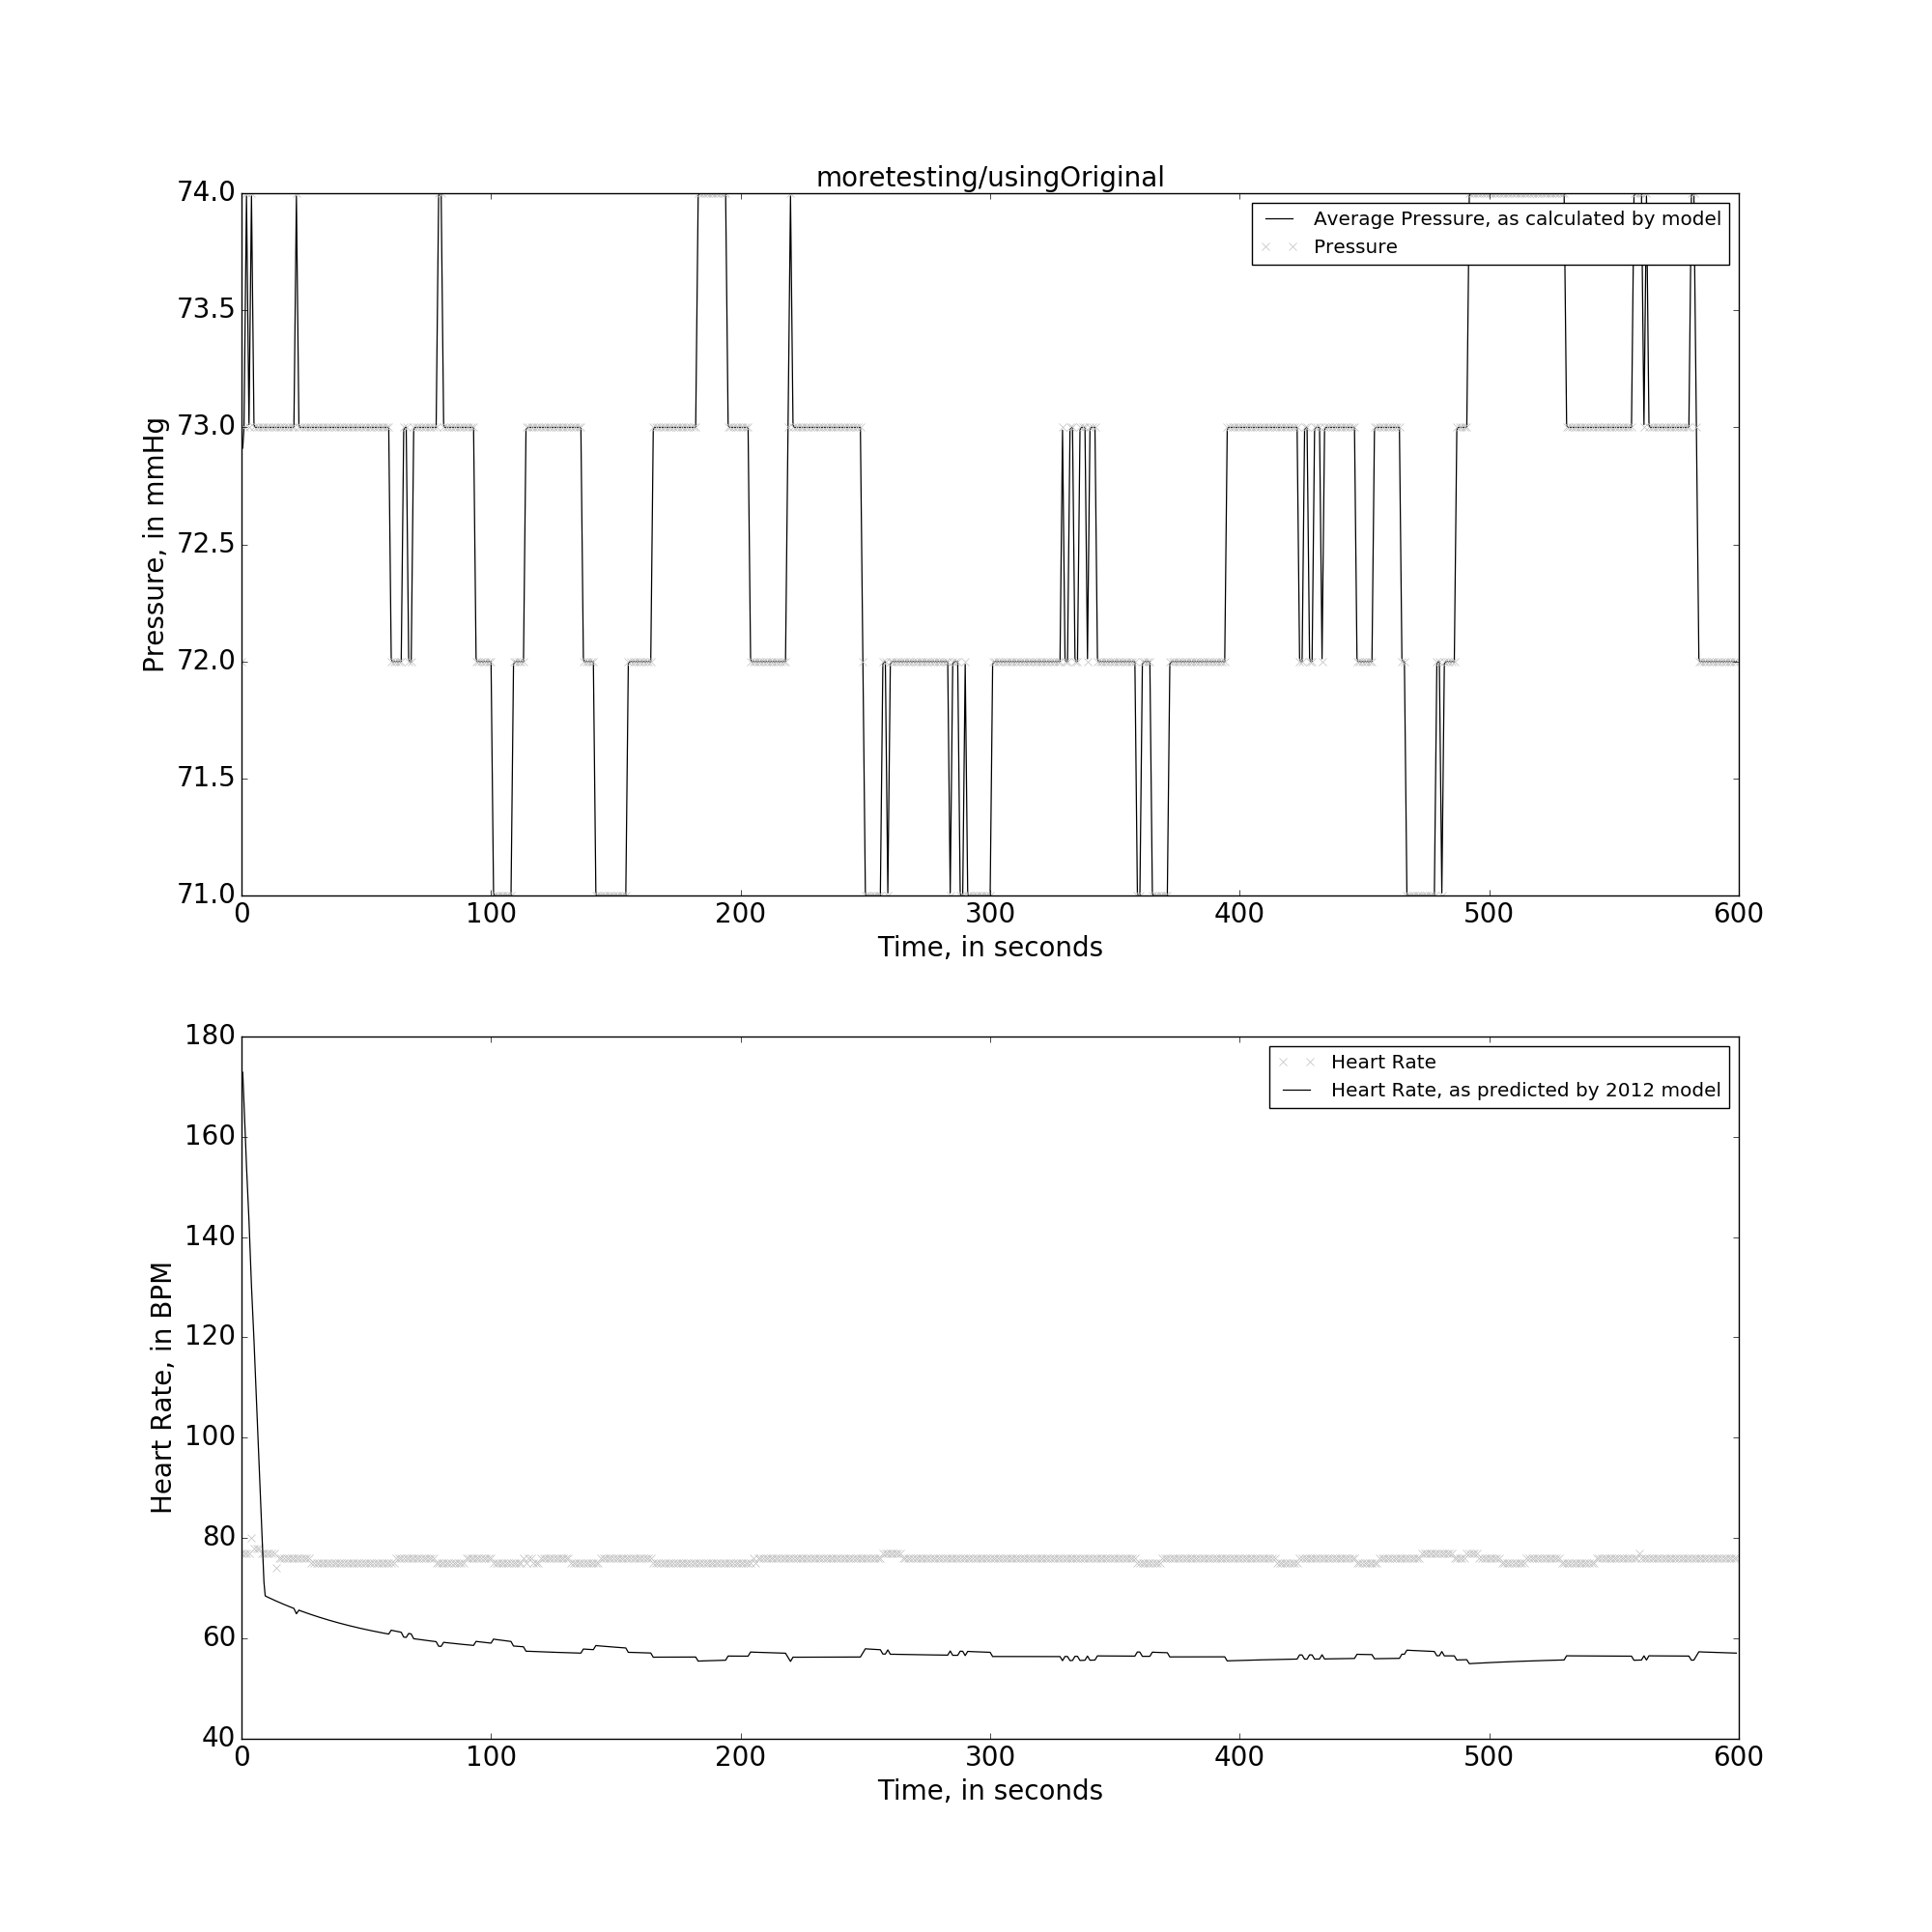 moretesting/usingOriginal
74.0
73.5
73.0
72.5
72.0
71.5
71.0
Pressure, in mmHg
Average Pressure, as calculated by model
Pressure
0 100 200 300 400 500 600
Time, in seconds
180
160
140
120
100
80
60
40
Heart Rate, in BPM
Heart Rate
Heart Rate, as predicted by 2012 model
0 100 200 300 400 500 600
Time, in seconds